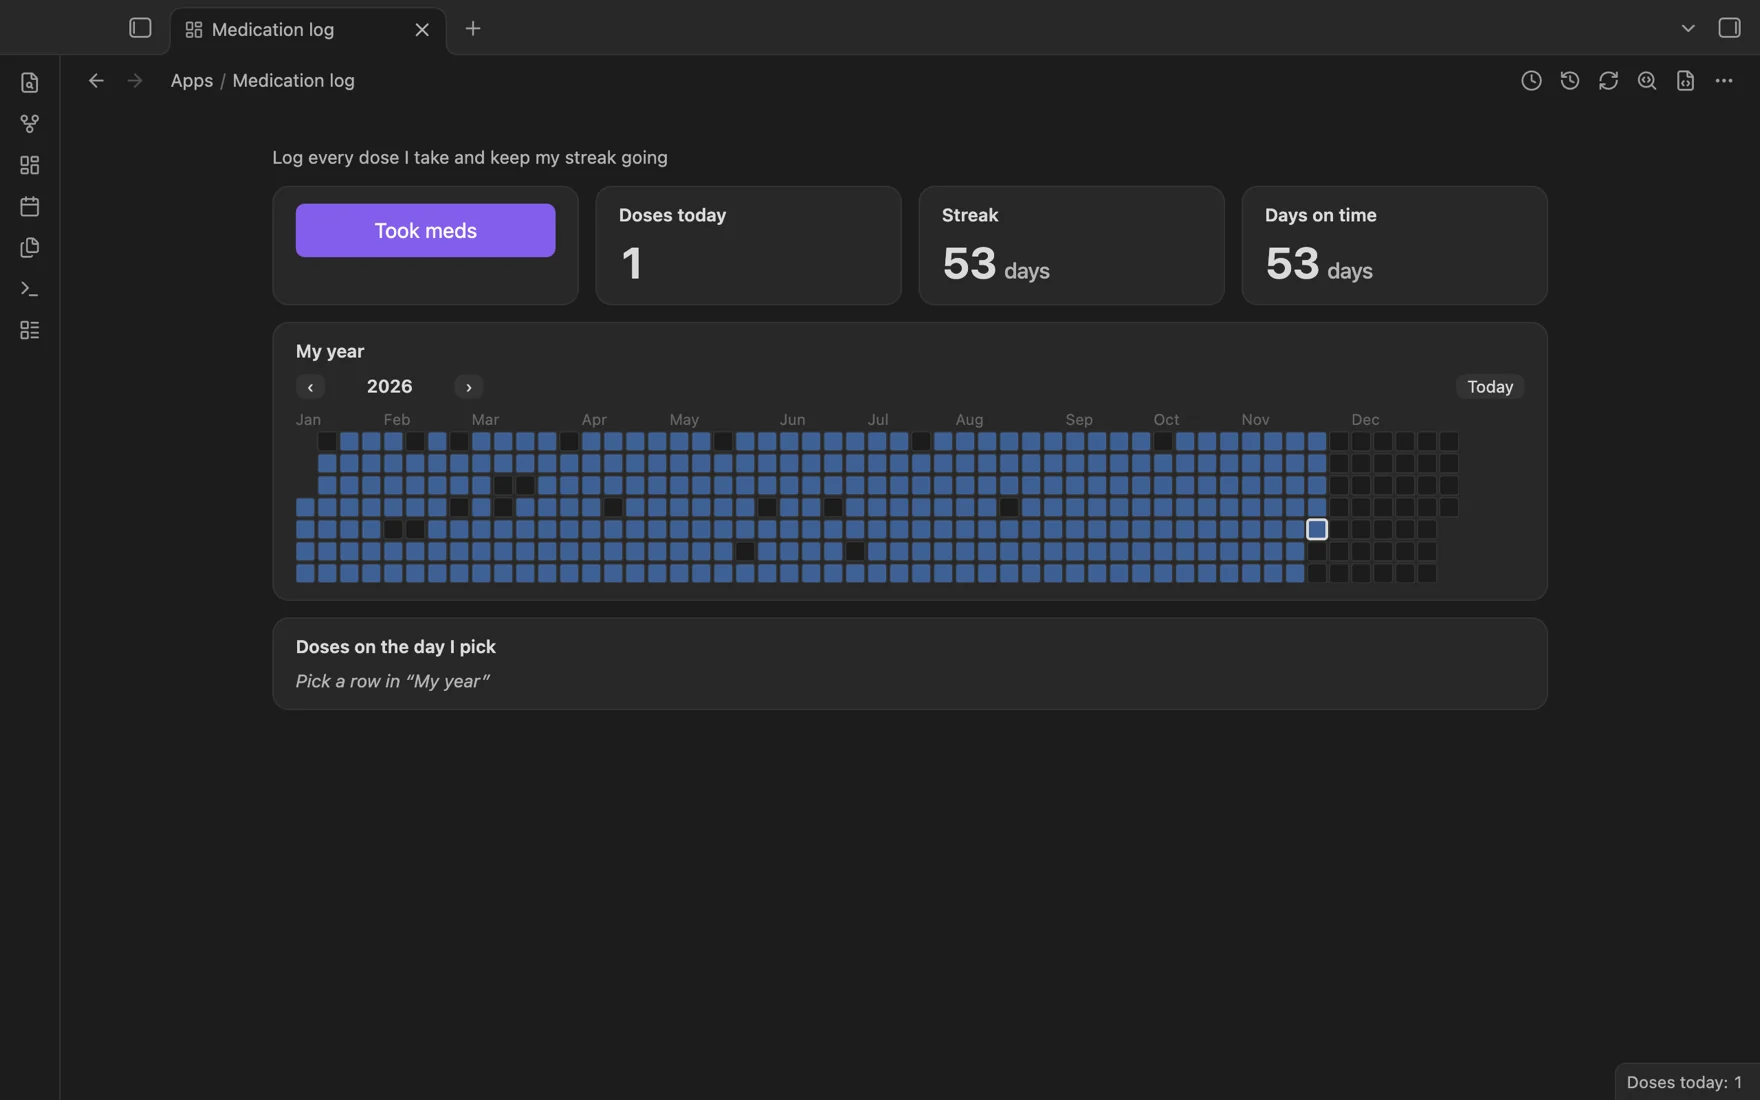 Medication log
Apps / Medication log
Log every dose I take and keep my streak going
Took meds
Doses today
1
Streak
53 days
Days on time
53 days
My year
‹ 2026 ›
Today
Jan Feb Mar Apr May Jun Jul Aug Sep Oct Nov Dec
Doses on the day I pick
Pick a row in “My year”
Doses today: 1